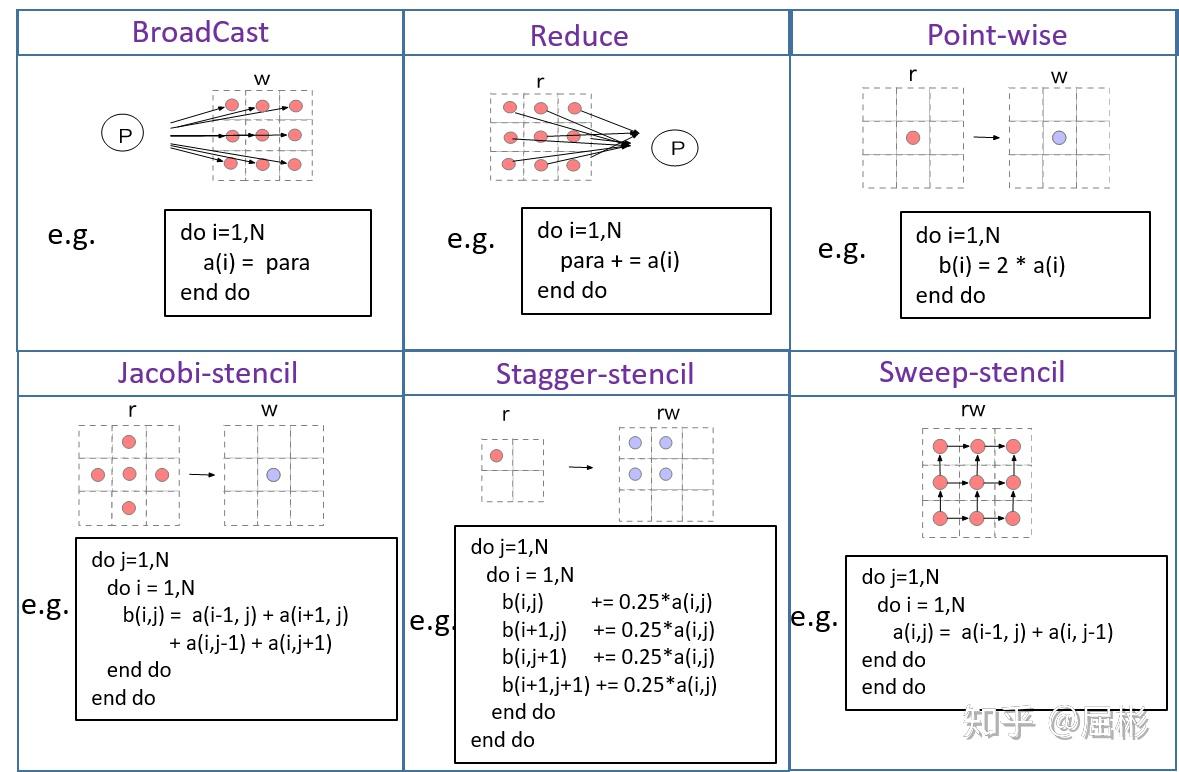 BroadCast
w
P
e.g.
do i=1,N
a(i) = para
end do
Reduce
r
P
e.g.
do i=1,N
para + = a(i)
end do
Point-wise
r
w
e.g.
do i=1,N
b(i) = 2 * a(i)
end do
Jacobi-stencil
r
w
e.g.
do j=1,N
do i = 1,N
b(i,j) = a(i-1, j) + a(i+1, j)
+ a(i,j-1) + a(i,j+1)
end do
end do
Stagger-stencil
r
rw
e.g.
do j=1,N
do i = 1,N
b(i,j) += 0.25*a(i,j)
b(i+1,j) += 0.25*a(i,j)
b(i,j+1) += 0.25*a(i,j)
b(i+1,j+1) += 0.25*a(i,j)
end do
end do
Sweep-stencil
rw
e.g.
do j=1,N
do i = 1,N
a(i,j) = a(i-1, j) + a(i, j-1)
end do
end do
知乎 @屈彬